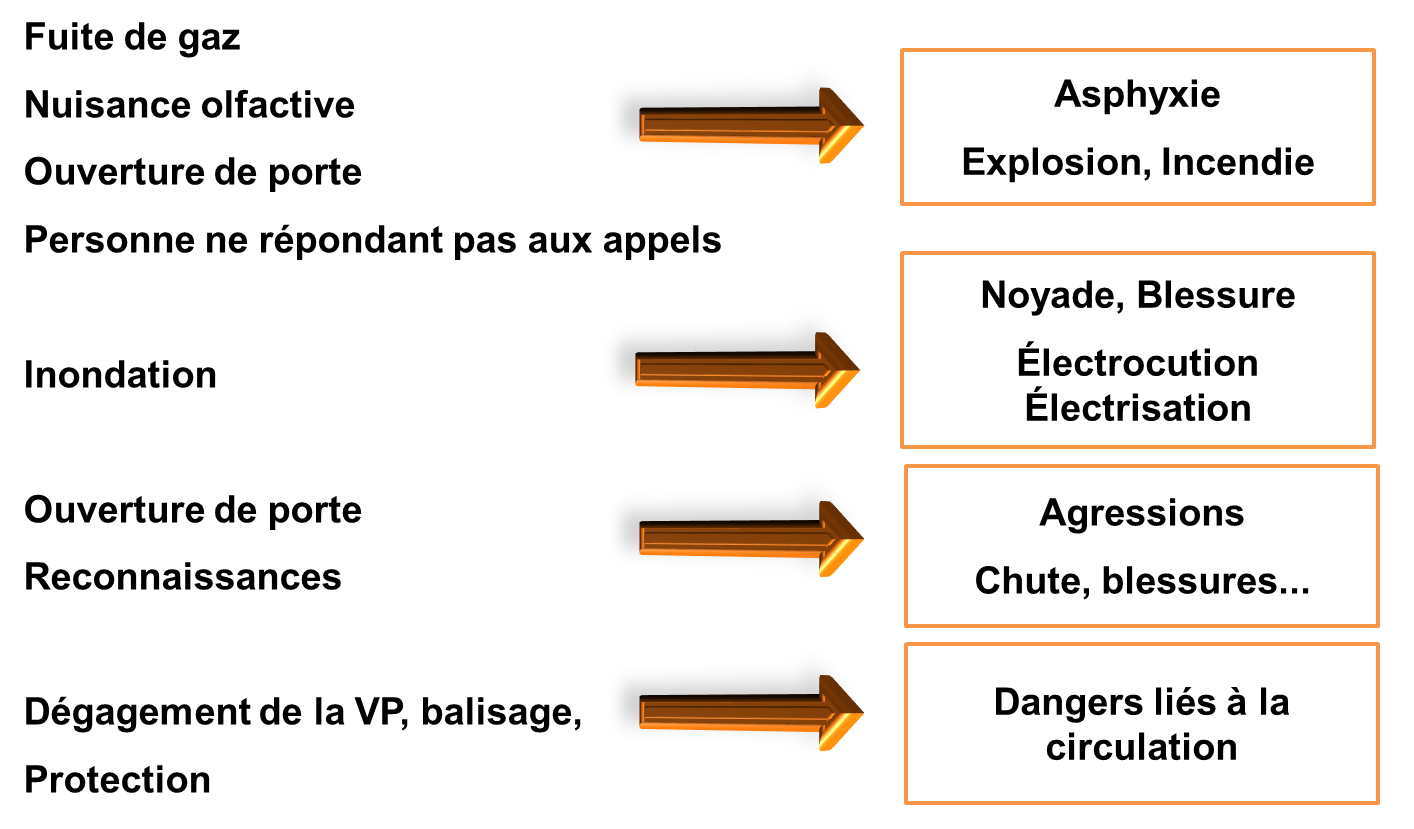 Fuite de gaz
Nuisance olfactive
Ouverture de porte
Personne ne répondant pas aux appels
Asphyxie
Explosion, Incendie
Inondation
Noyade, Blessure
Électrocution
Électrisation
Ouverture de porte
Reconnaissances
Agressions
Chute, blessures...
Dégagement de la VP, balisage,
Protection
Dangers liés à la
circulation